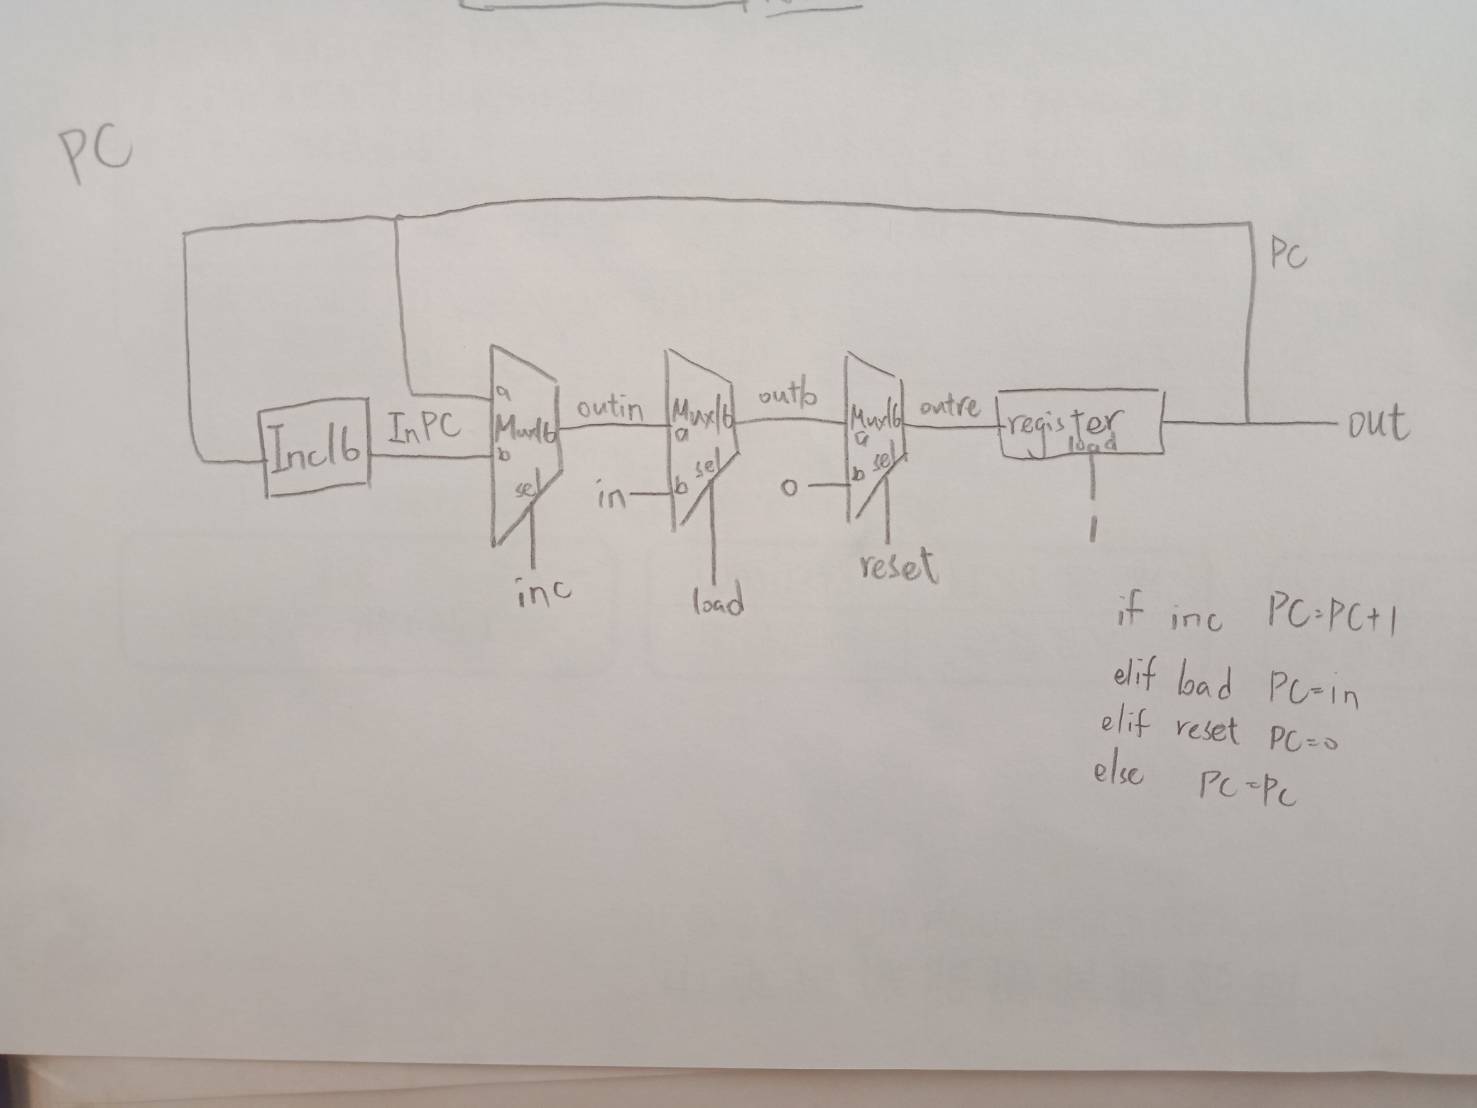 PC
PC
a
Inc16
InPC
Mux16
b
sel
inc
outin
Mux16
a
in
b
sel
load
outlo
Mux16
a
0
b
sel
reset
outre
register
load
1
out
if inc PC=PC+1
elif load PC=in
elif reset PC=0
else PC=PC